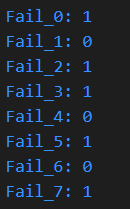 Fail_0: 1
Fail_1: 0
Fail_2: 1
Fail_3: 1
Fail_4: 0
Fail_5: 1
Fail_6: 0
Fail_7: 1